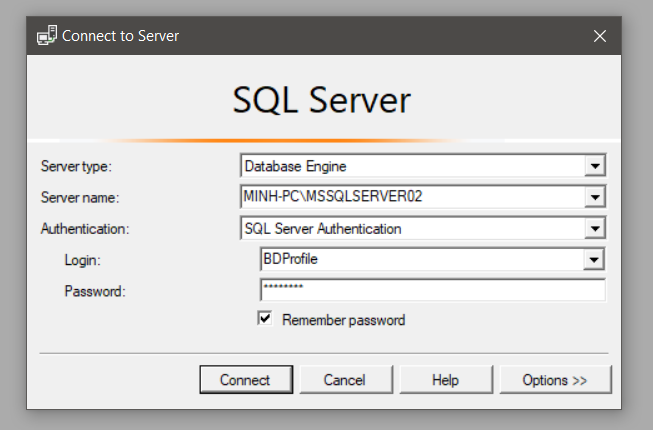 Connect to Server
SQL Server
Server type: Database Engine
Server name: MINH-PC\MSSQLSERVER02
Authentication: SQL Server Authentication
Login: BDProfile
Password: ********
Remember password
Connect Cancel Help Options >>